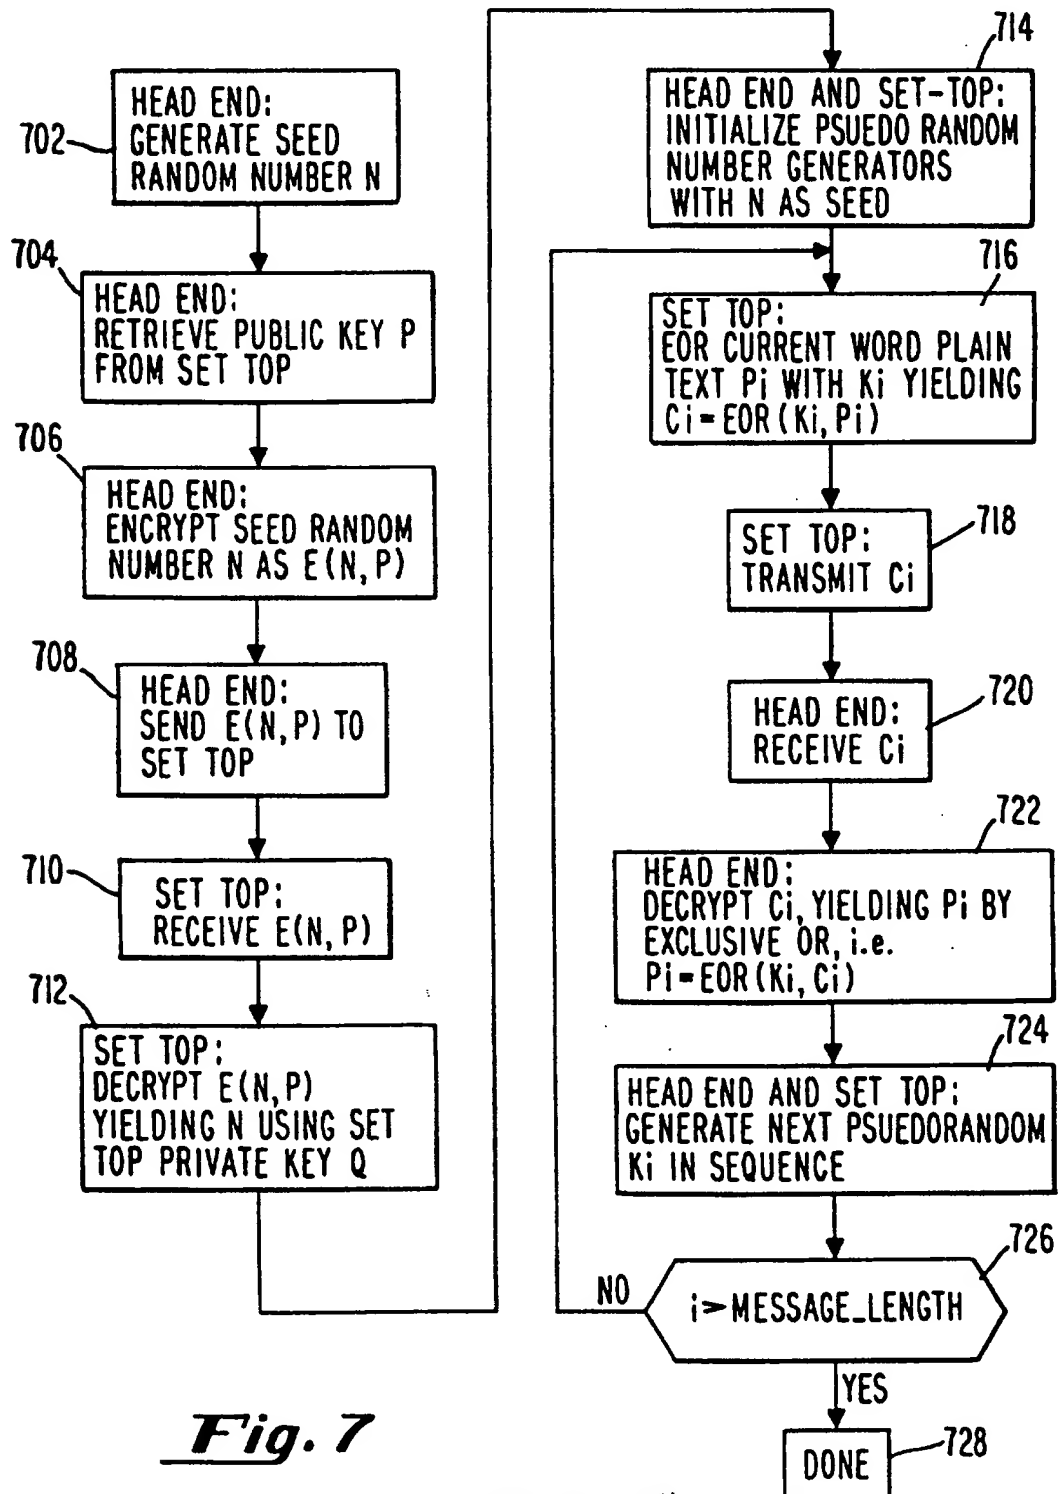 702
HEAD END:
GENERATE SEED
RANDOM NUMBER N
704
HEAD END:
RETRIEVE PUBLIC KEY P
FROM SET TOP
706
HEAD END:
ENCRYPT SEED RANDOM
NUMBER N AS E(N,P)
708
HEAD END:
SEND E(N,P) TO
SET TOP
710
SET TOP:
RECEIVE E(N,P)
712
SET TOP:
DECRYPT E(N,P)
YIELDING N USING SET
TOP PRIVATE KEY Q
714
HEAD END AND SET-TOP:
INITIALIZE PSUEDO RANDOM
NUMBER GENERATORS
WITH N AS SEED
716
SET TOP:
EOR CURRENT WORD PLAIN
TEXT Pi WITH Ki YIELDING
Ci=EOR(Ki,Pi)
718
SET TOP:
TRANSMIT Ci
720
HEAD END:
RECEIVE Ci
722
HEAD END:
DECRYPT Ci, YIELDING Pi BY
EXCLUSIVE OR, i.e.
Pi=EOR(Ki,Ci)
724
HEAD END AND SET TOP:
GENERATE NEXT PSUEDORANDOM
Ki IN SEQUENCE
726
i>MESSAGE_LENGTH
NO
YES
728
DONE
Fig. 7